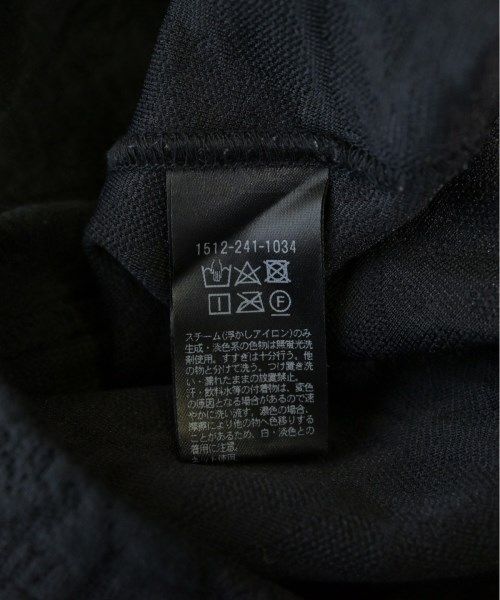 1512-241-1034
スチーム(浮かしアイロン)のみ
生成・淡色系の色物は無蛍光洗
剤使用。すすぎは十分行う。他
の物と分けて洗う。つけ置き洗
い・濡れたままの放置禁止。
汗・飲料水等の付着物は、変色
の原因となる場合があるので速
やかに洗い流す。濃色の場合、
摩擦により他の物へ色移りする
ことがあるため、白・淡色との
着用に注意。
ネット使用。